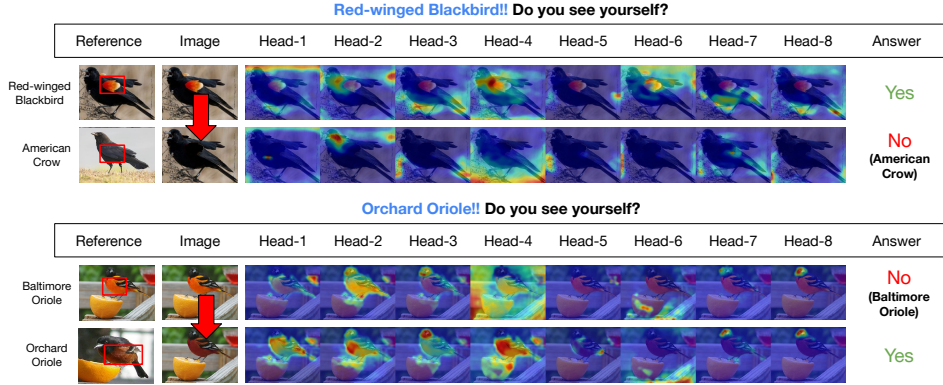 Red-winged Blackbird!! Do you see yourself?
Reference Image Head-1 Head-2 Head-3 Head-4 Head-5 Head-6 Head-7 Head-8 Answer
Red-winged
Blackbird
Yes
American
Crow
No
(American
Crow)
Orchard Oriole!! Do you see yourself?
Reference Image Head-1 Head-2 Head-3 Head-4 Head-5 Head-6 Head-7 Head-8 Answer
Baltimore
Oriole
No
(Baltimore
Oriole)
Orchard
Oriole
Yes